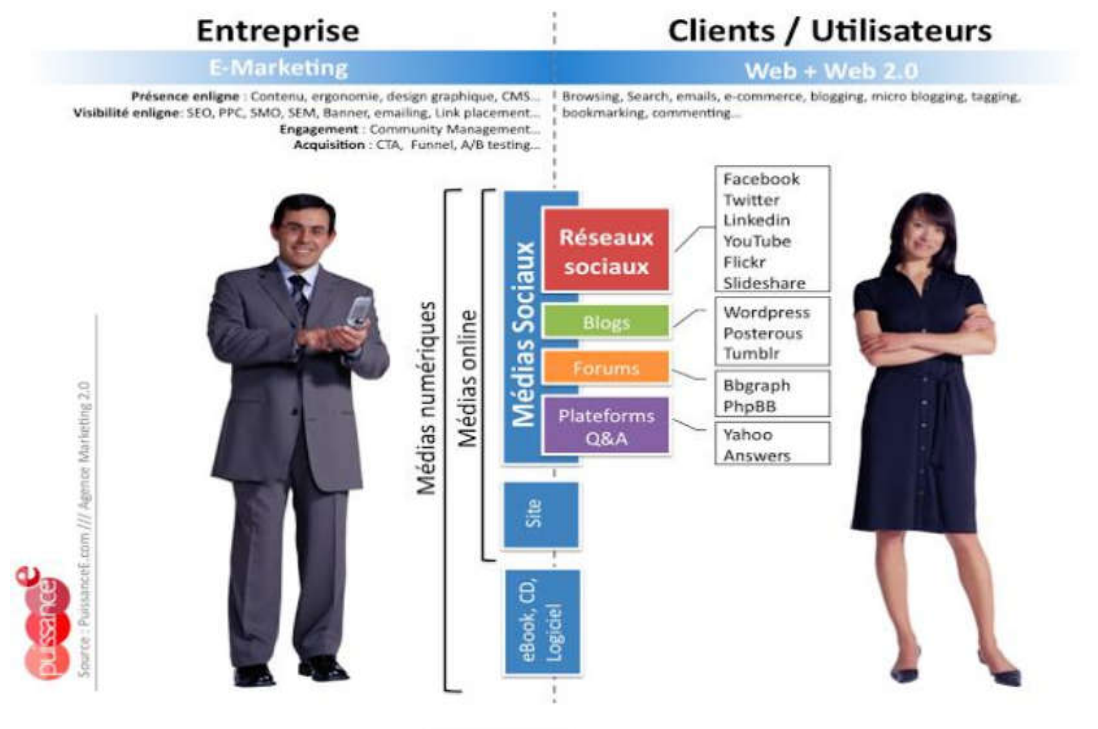 Entreprise
Clients / Utilisateurs
E-Marketing
Web + Web 2.0
Présence enligne : Contenu, ergonomie, design graphique, CMS...
Visibilité enligne: SEO, PPC, SMO, SEM, Banner, emailing, Link placement...
Engagement : Community Management...
Acquisition : CTA, Funnel, A/B testing...
Browsing, Search, emails, e-commerce, blogging, micro blogging, tagging,
bookmarking, commenting...
Médias numériques
Médias online
Médias Sociaux
Réseaux
sociaux
Facebook
Twitter
Linkedin
YouTube
Flickr
Slideshare
Blogs
Wordpress
Posterous
Tumblr
Forums
Bbgraph
PhpBB
Plateforms
Q&A
Yahoo
Answers
Site
eBook, CD,
Logiciel
puissance e
Source : PuissanceE.com /// Agence Marketing 2.0